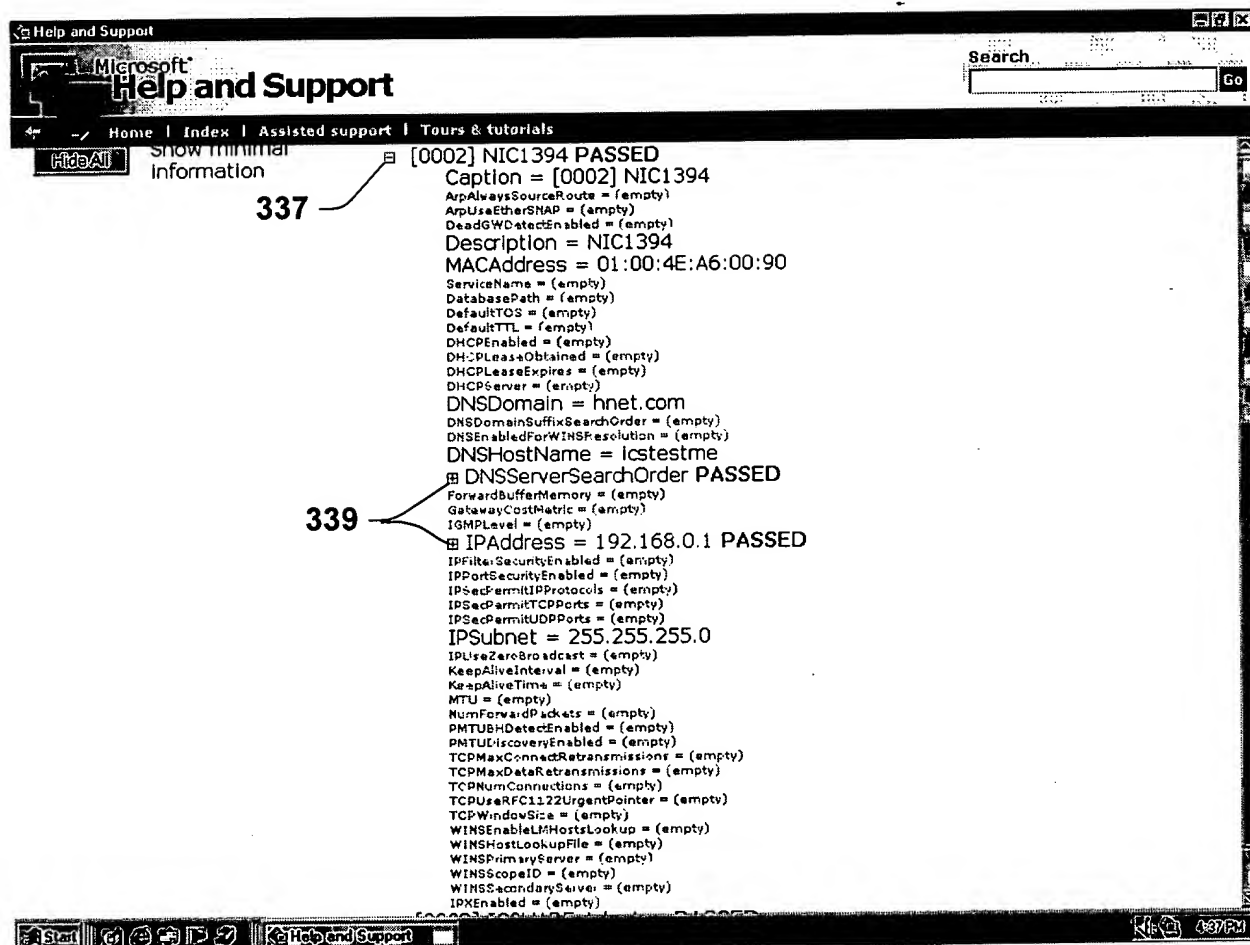 Help and Support
Microsoft
Help and Support
Search
Go
Home | Index | Assisted support | Tours & tutorials
Hide All
Show minimal information
[0002] NIC1394 PASSED
337
Caption = [0002] NIC1394
ArpAlwaysSourceRoute = (empty)
ArpUseEtherSNAP = (empty)
DeadGWDetectEnabled = (empty)
Description = NIC1394
MACAddress = 01:00:4E:A6:00:90
ServiceName = (empty)
DatabasePath = (empty)
DefaultTOS = (empty)
DefaultTTL = (empty)
DHCPEnabled = (empty)
DHCPLeaseObtained = (empty)
DHCPLeaseExpires = (empty)
DHCPServer = (empty)
DNSDomain = hnet.com
DNSDomainSuffixSearchOrder = (empty)
DNSEnabledForWINSResolution = (empty)
DNSHostName = icstestme
DNSServerSearchOrder PASSED
ForwardBufferMemory = (empty)
GatewayCostMetric = (empty)
339
IGMPLevel = (empty)
IPAddress = 192.168.0.1 PASSED
IPFilterSecurityEnabled = (empty)
IPPortSecurityEnabled = (empty)
IPSecPermitIPProtocols = (empty)
IPSecPermitTCPPorts = (empty)
IPSecPermitUDPPorts = (empty)
IPSubnet = 255.255.255.0
IPUseZeroBroadcast = (empty)
KeepAliveInterval = (empty)
KeepAliveTime = (empty)
MTU = (empty)
NumForwardPackets = (empty)
PMTUBHDetectEnabled = (empty)
PMTUDiscoveryEnabled = (empty)
TCPMaxConnectRetransmissions = (empty)
TCPMaxDataRetransmissions = (empty)
TCPNumConnections = (empty)
TCPUseRFC1122UrgentPointer = (empty)
TCPWindowSize = (empty)
WINSEnableLMHostsLookup = (empty)
WINSHostLookupFile = (empty)
WINSPrimaryServer = (empty)
WINSScopeID = (empty)
WINSSecondaryServer = (empty)
IPXEnabled = (empty)
Start
Help and Support
4:37 PM